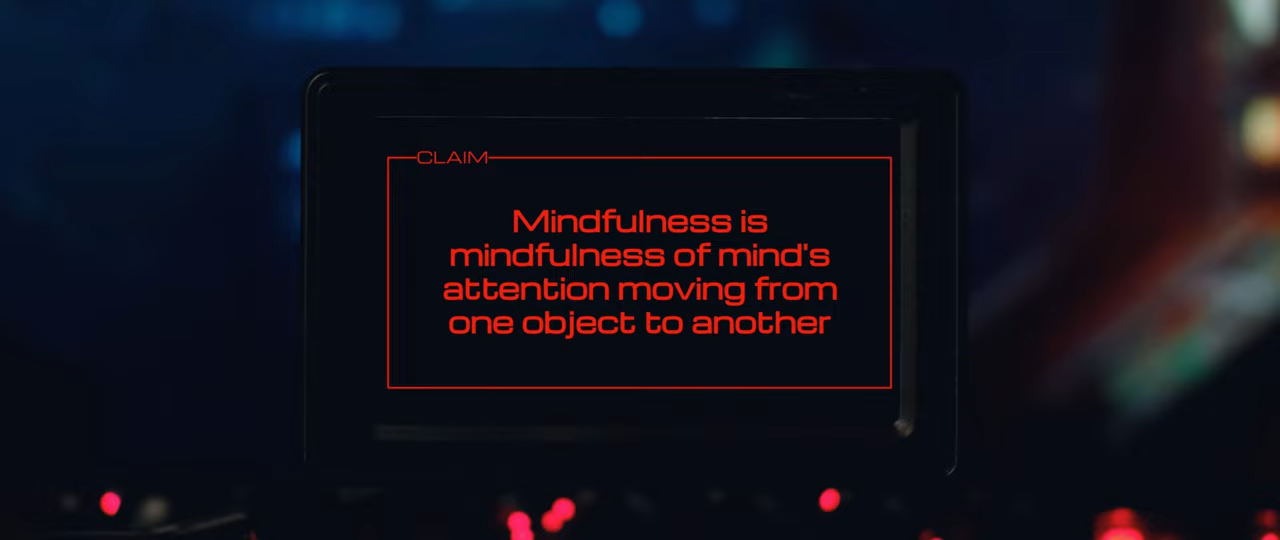 CLAIM
Mindfulness is
mindfulness of mind's
attention moving from
one object to another